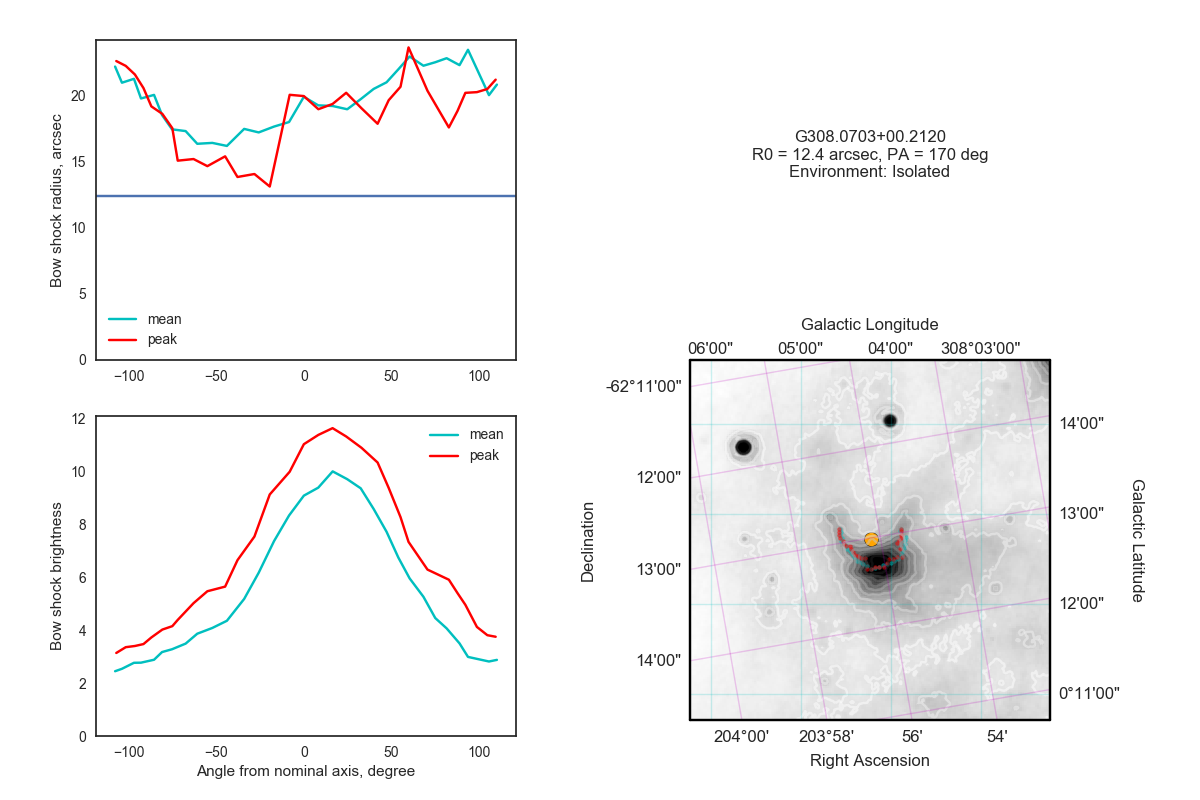 20
15
10
5
0
Bow shock radius, arcsec
mean
peak
−100
−50
0
50
100
12
10
8
6
4
2
0
Bow shock brightness
mean
peak
−100
−50
0
50
100
Angle from nominal axis, degree
G308.0703+00.2120
R0 = 12.4 arcsec, PA = 170 deg
Environment: Isolated
Galactic Longitude
06'00" 05'00" 04'00" 308°03'00"
-62°11'00"
12'00"
13'00"
14'00"
Declination
14'00"
13'00"
12'00"
0°11'00"
Galactic Latitude
204°00' 203°58' 56' 54'
Right Ascension